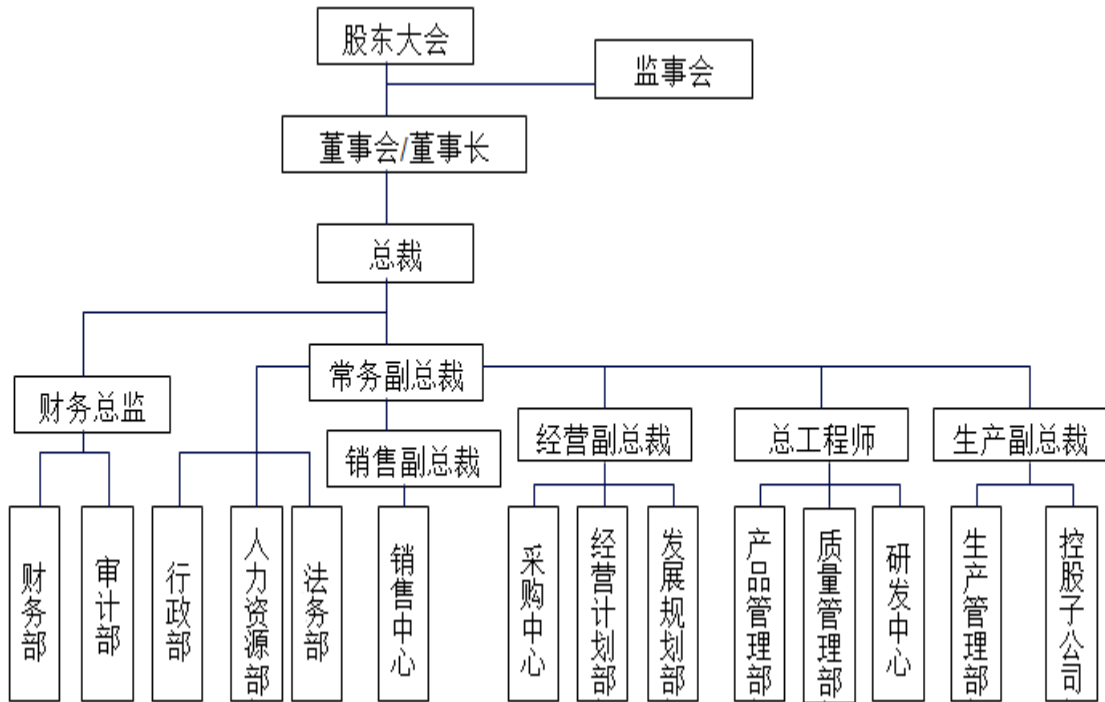 股东大会
监事会
董事会/董事长
总裁
常务副总裁
财务总监
销售副总裁
经营副总裁
总工程师
生产副总裁
财务部
审计部
行政部
人力资源部
法务部
销售中心
采购中心
经营计划部
发展规划部
产品管理部
质量管理部
研发中心
生产管理部
控股子公司